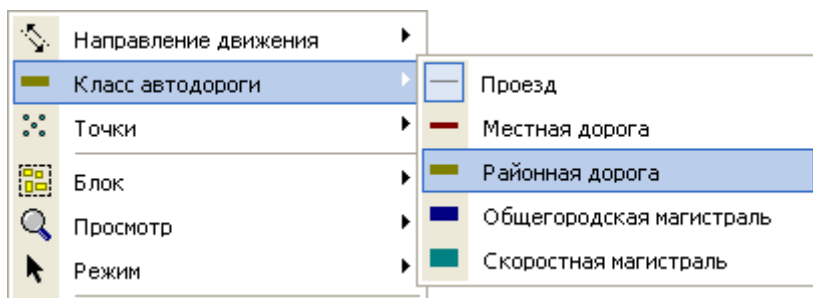 Направление движения
Класс автодороги
Точки
Блок
Просмотр
Режим
Проезд
Местная дорога
Районная дорога
Общегородская магистраль
Скоростная магистраль